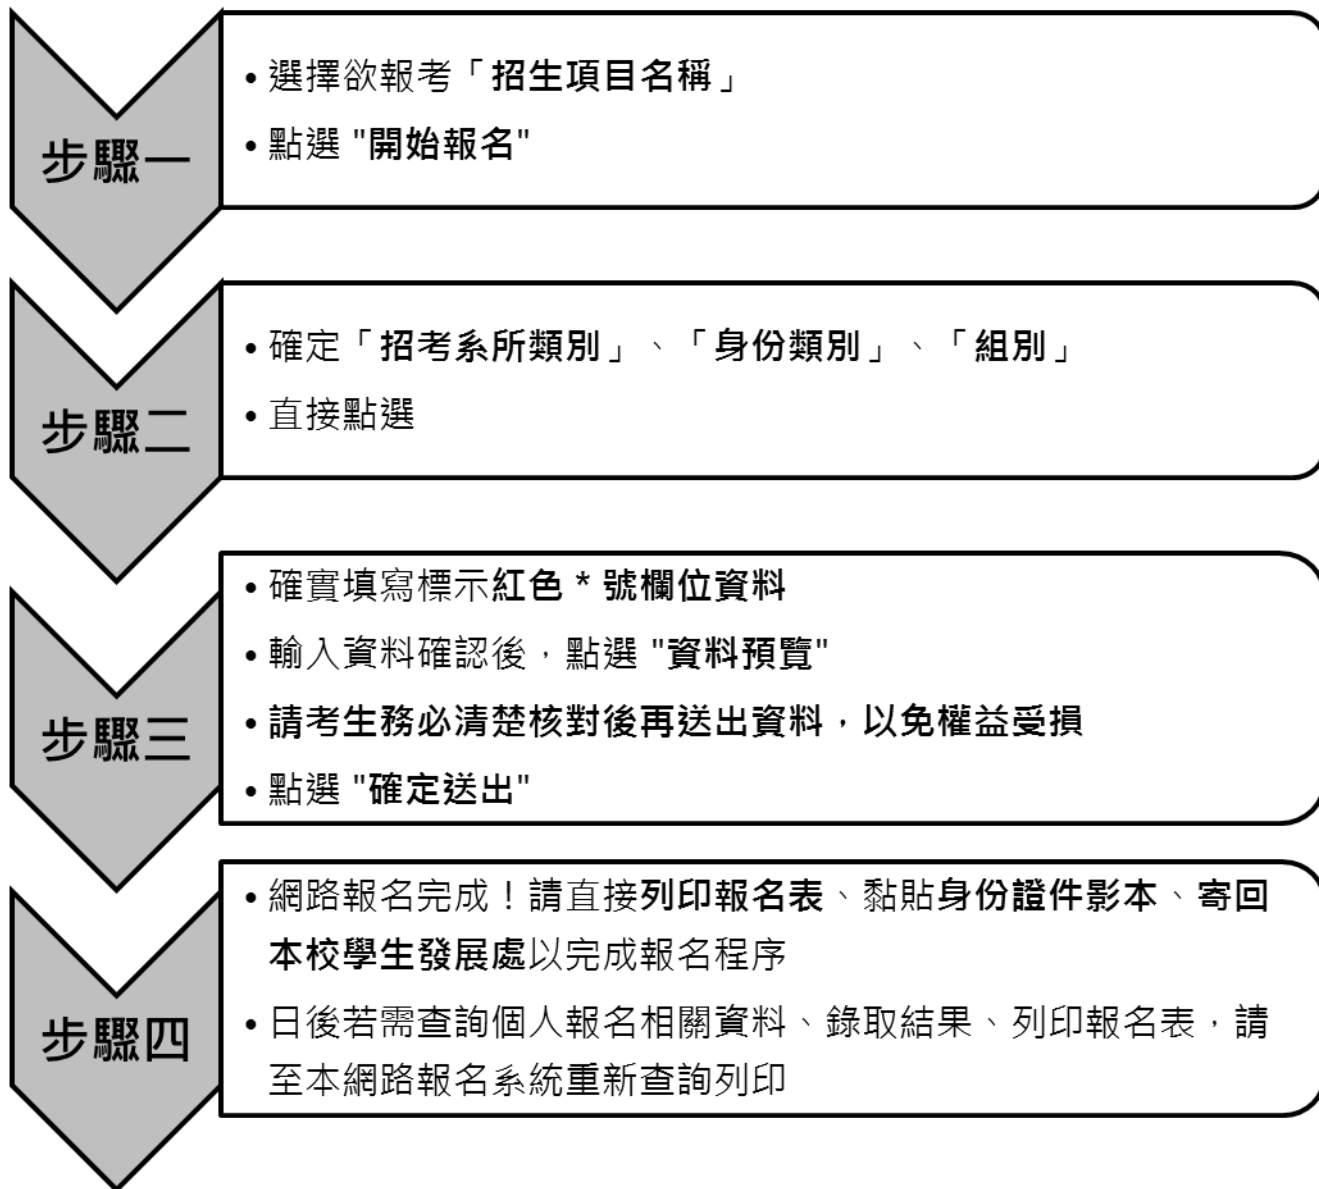 步驟一
• 選擇欲報考「招生項目名稱」
• 點選 "開始報名"
步驟二
• 確定「招考系所類別」、「身份類別」、「組別」
• 直接點選
步驟三
• 確實填寫標示紅色 * 號欄位資料
• 輸入資料確認後，點選 "資料預覽"
• 請考生務必清楚核對後再送出資料，以免權益受損
• 點選 "確定送出"
步驟四
• 網路報名完成！請直接列印報名表、黏貼身份證件影本、寄回
本校學生發展處以完成報名程序
• 日後若需查詢個人報名相關資料、錄取結果、列印報名表，請
至本網路報名系統重新查詢列印